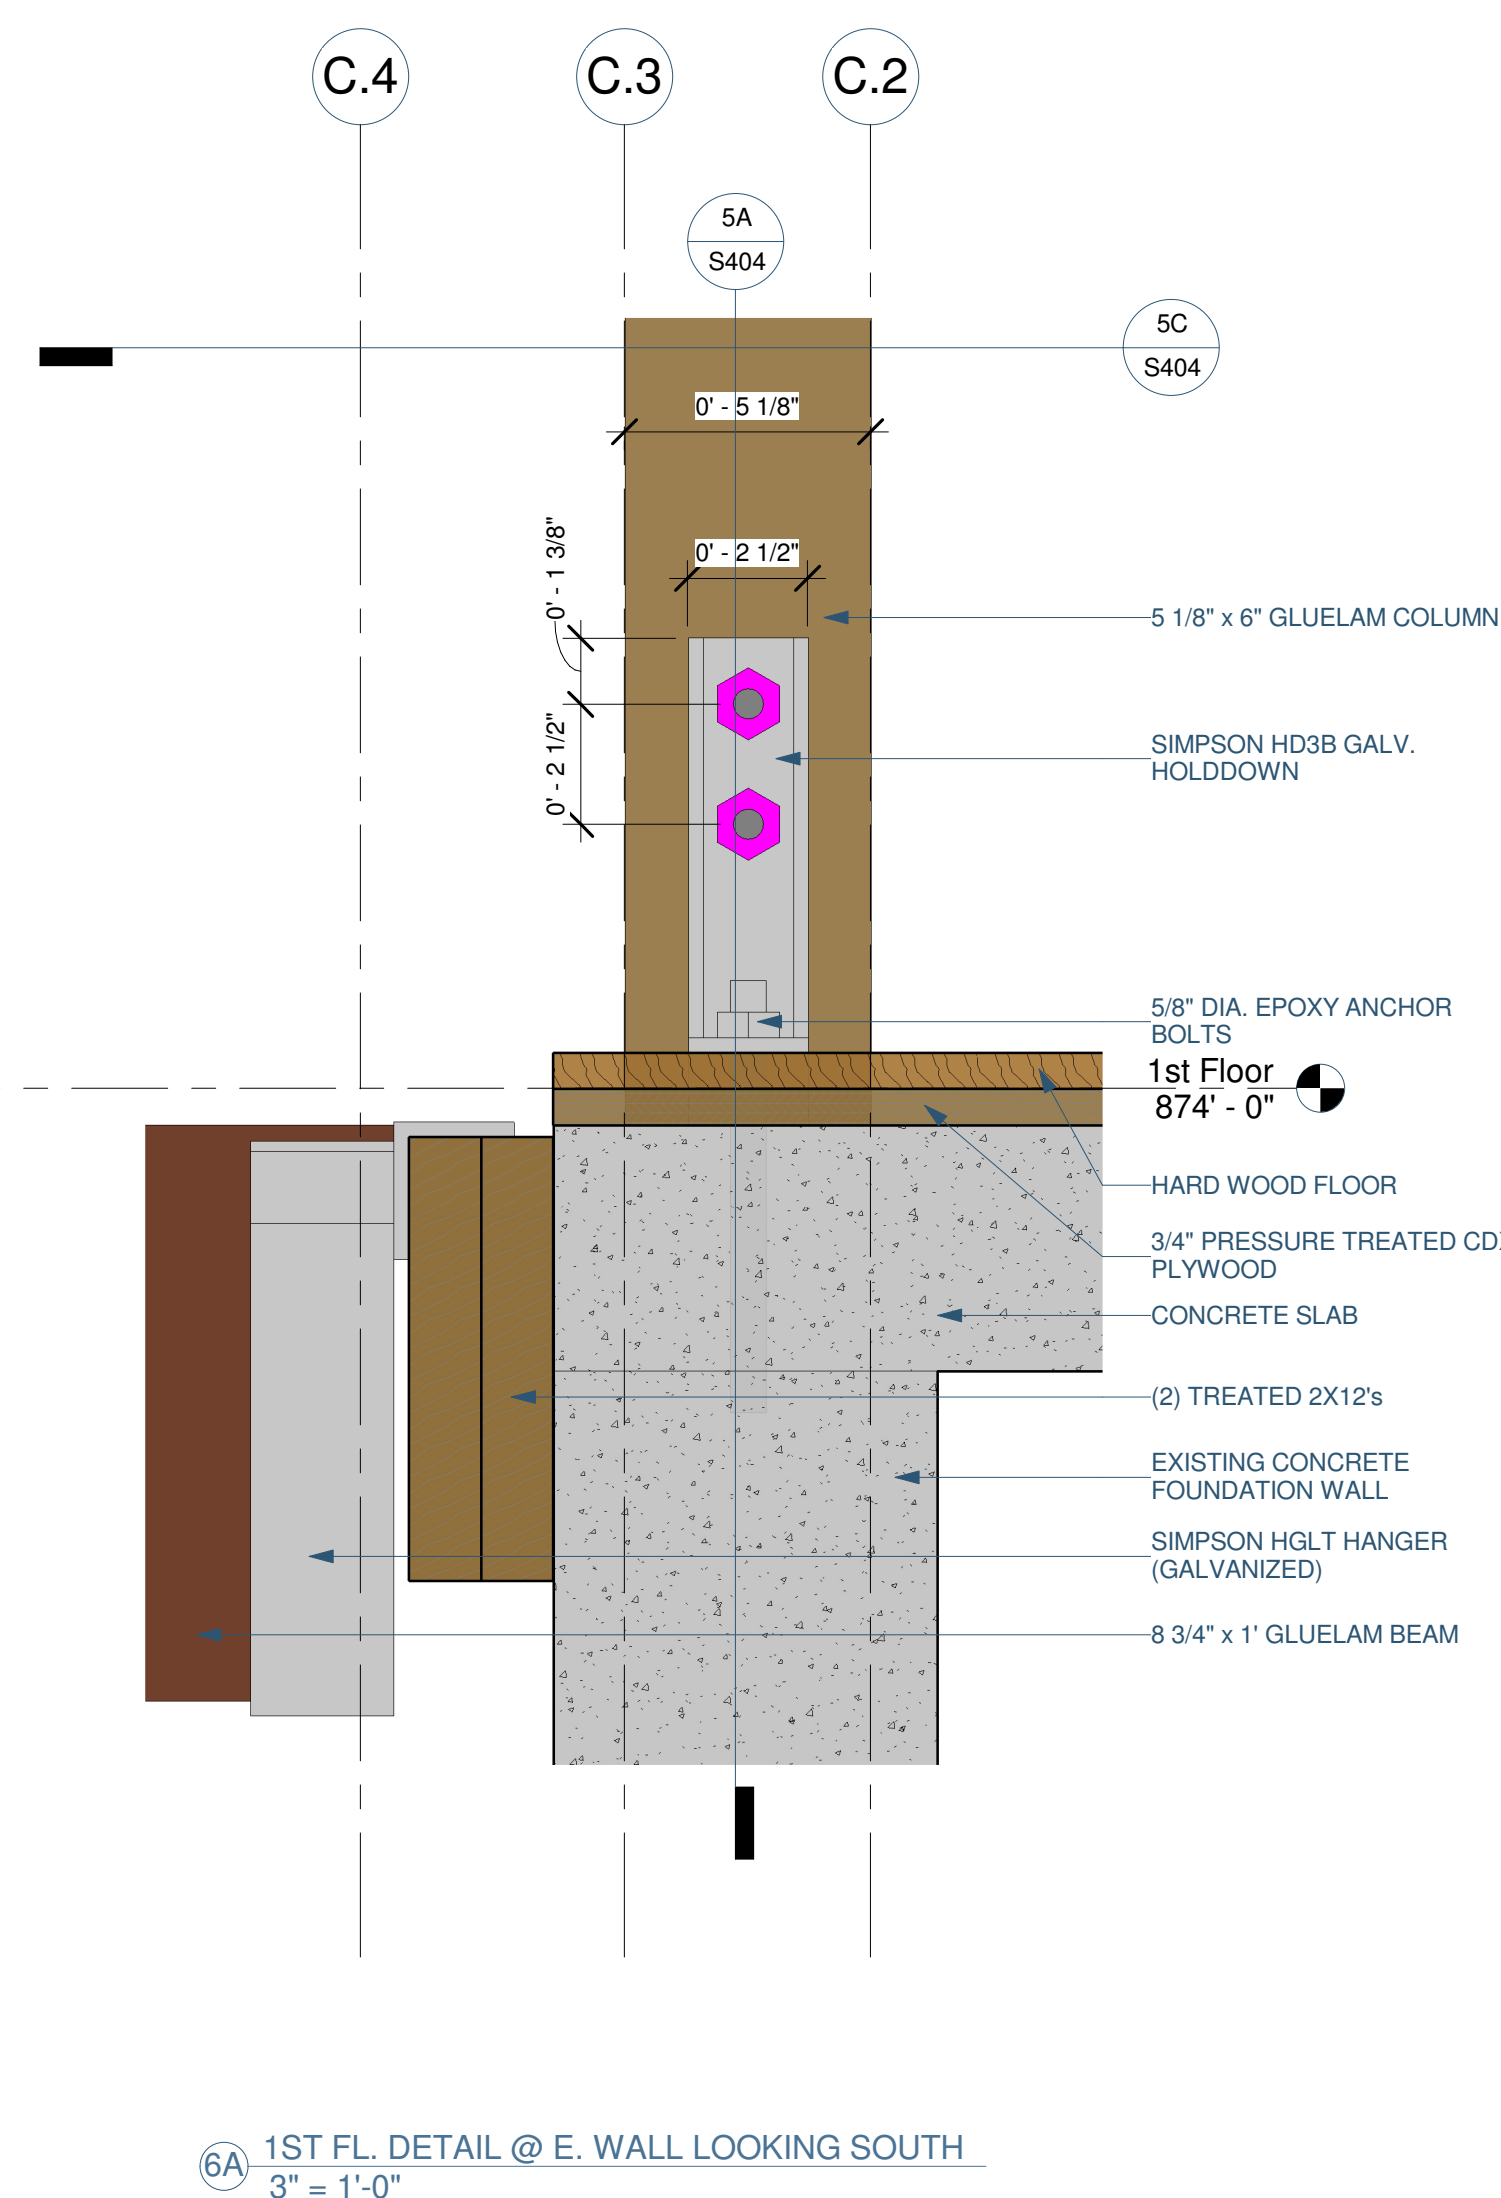 C.4
C.3
C.2
5A
S404
5C
S404
0' - 5 1/8"
0' - 1 3/8"
0' - 2 1/2"
0' - 2 1/2"
5 1/8" x 6" GLUELAM COLUMN
SIMPSON HD3B GALV.
HOLDDOWN
5/8" DIA. EPOXY ANCHOR
BOLTS
1st Floor
874' - 0"
HARD WOOD FLOOR
3/4" PRESSURE TREATED
PLYWOOD
CONCRETE SLAB
(2) TREATED 2X12's
EXISTING CONCRETE
FOUNDATION WALL
SIMPSON HGLT HANGER
(GALVANIZED)
8 3/4" x 1' GLUELAM BEAM
6A
1ST FL. DETAIL @ E. WALL LOOKING SOUTH
3" = 1'-0"